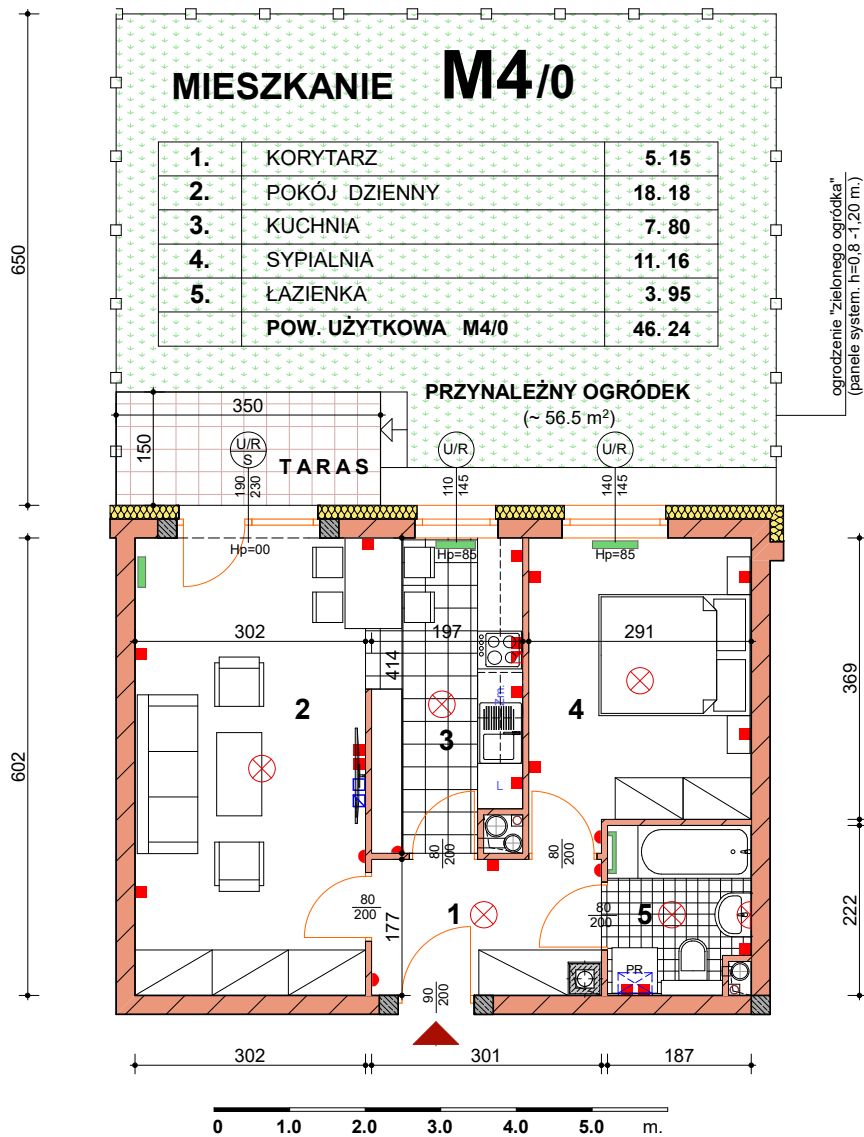 MIESZKANIE M4/0
1. KORYTARZ 5. 15
2. POKÓJ DZIENNY 18. 18
3. KUCHNIA 7. 80
4. SYPIALNIA 11. 16
5. ŁAZIENKA 3. 95
POW. UŻYTKOWA M4/0 46. 24
ogrodzenie "zielonego ogródka"
(panele system. h=0,8 -1,20 m.)
650
PRZYNALEŻNY OGRÓDEK
(~ 56.5 m²)
350
150
TARAS
U/R
S
U/R
U/R
190
230
110
145
140
145
Hp=00
Hp=85
Hp=85
302
197
291
414
369
602
2
3
4
Zm.
L
80
200
80
200
80
200
80
200
1
5
177
222
PR
90
200
302
301
187
0 1.0 2.0 3.0 4.0 5.0 m.